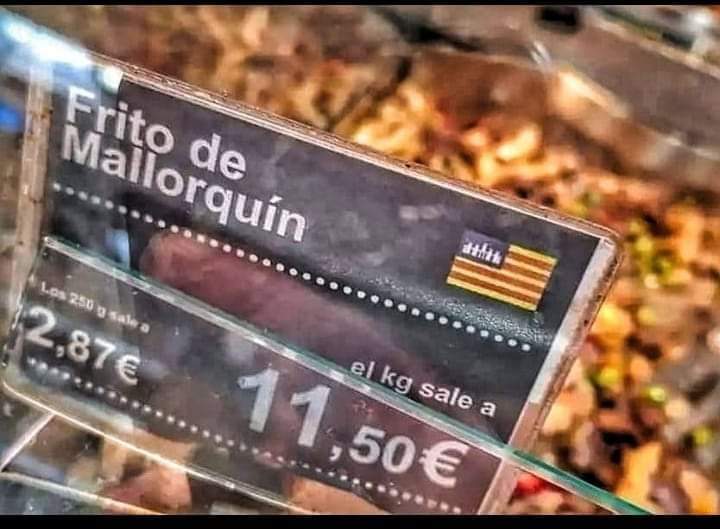 Frito de
Mallorquín
Los 250 g sale a
2,87€
el kg sale a
11,50€